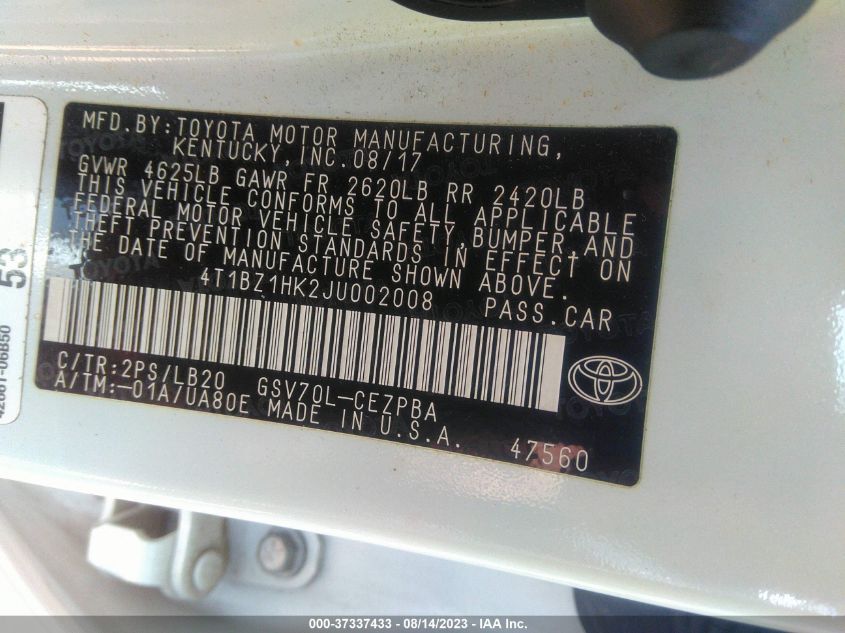 MFD.BY:TOYOTA MOTOR MANUFACTURING,
KENTUCKY,INC.08/17
GVWR 4625LB GAWR FR 2620LB RR 2420LB
THIS VEHICLE CONFORMS TO ALL APPLICABLE
FEDERAL MOTOR VEHICLE SAFETY,BUMPER,AND
THEFT PREVENTION STANDARDS IN EFFECT ON
THE DATE OF MANUFACTURE SHOWN ABOVE.
4T1BZ1HK2JU002008 PASS.CAR
C/TR:2PS/LB20 GSV70L-CEZPBA
A/TM:-01A/UA80E MADE IN U.S.A.
47560
53
42661-06B50
000-37337433 - 08/14/2023 - IAA Inc.